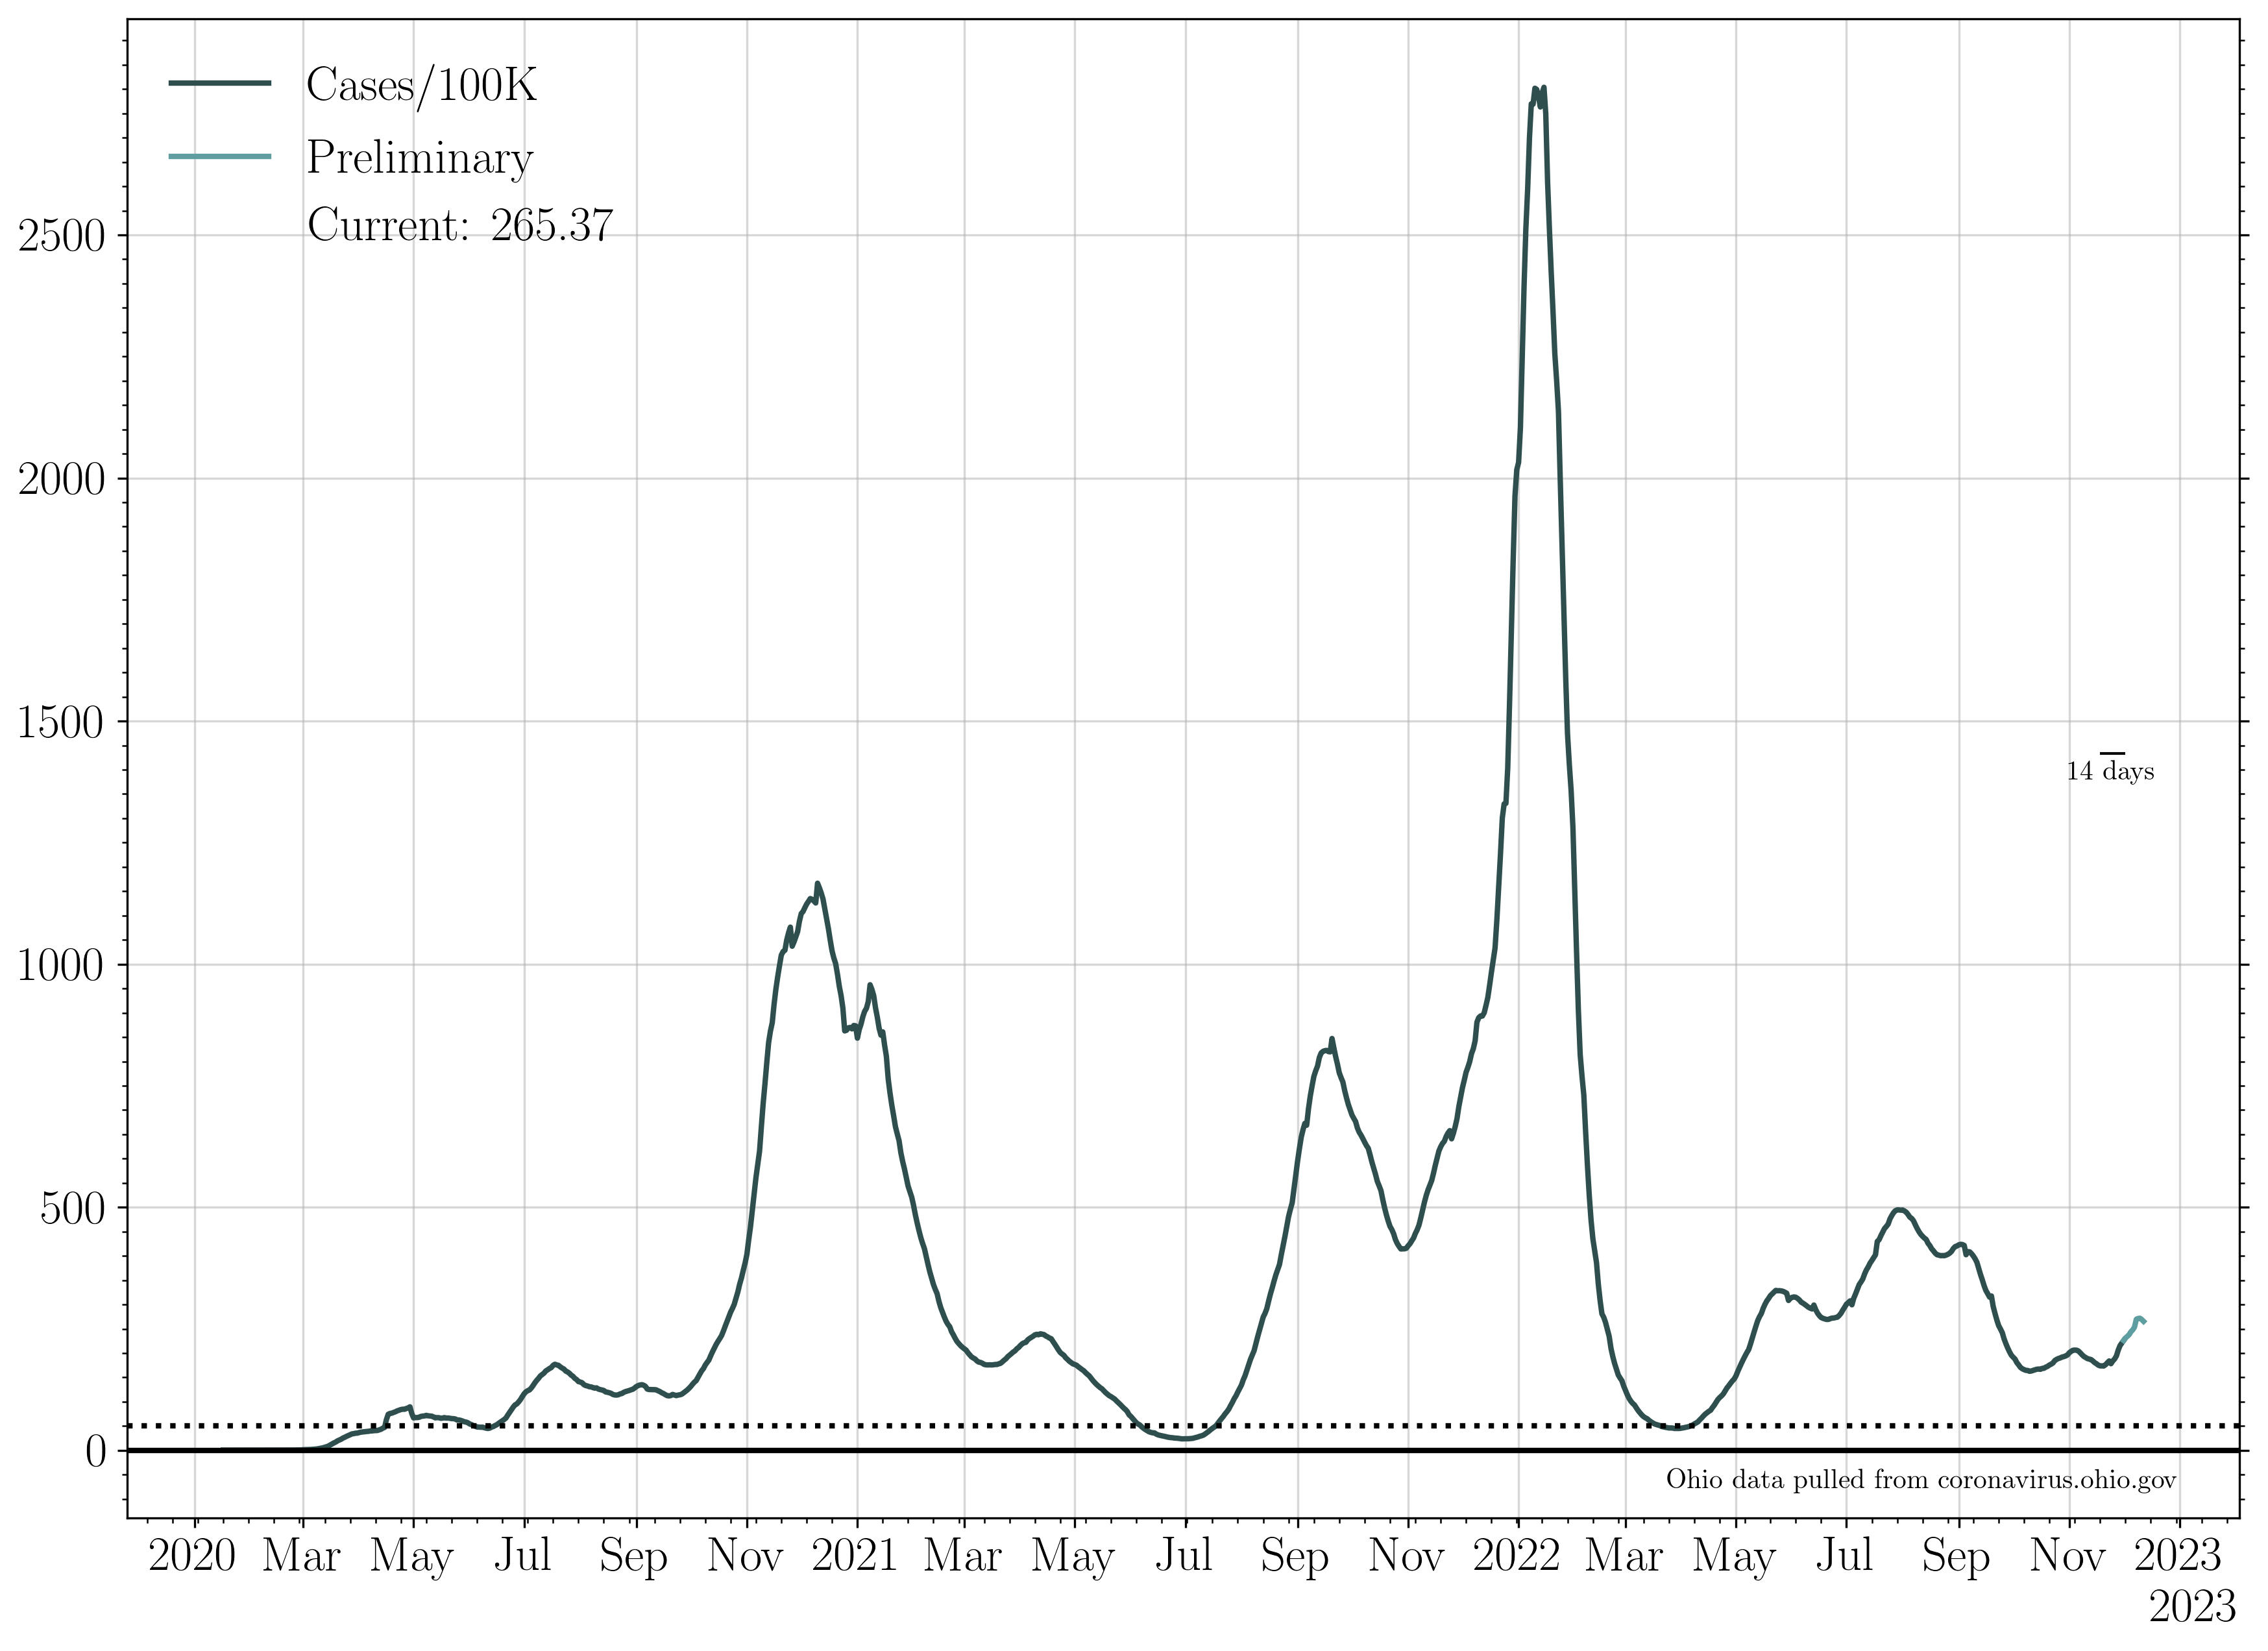 Cases/100K
Preliminary
Current: 265.37
2500
2000
1500
14 days
1000
500
0
Ohio data pulled from coronavirus.ohio.gov
2020 Mar May Jul Sep Nov 2021 Mar May Jul Sep Nov 2022 Mar May Jul Sep Nov 2023
2023